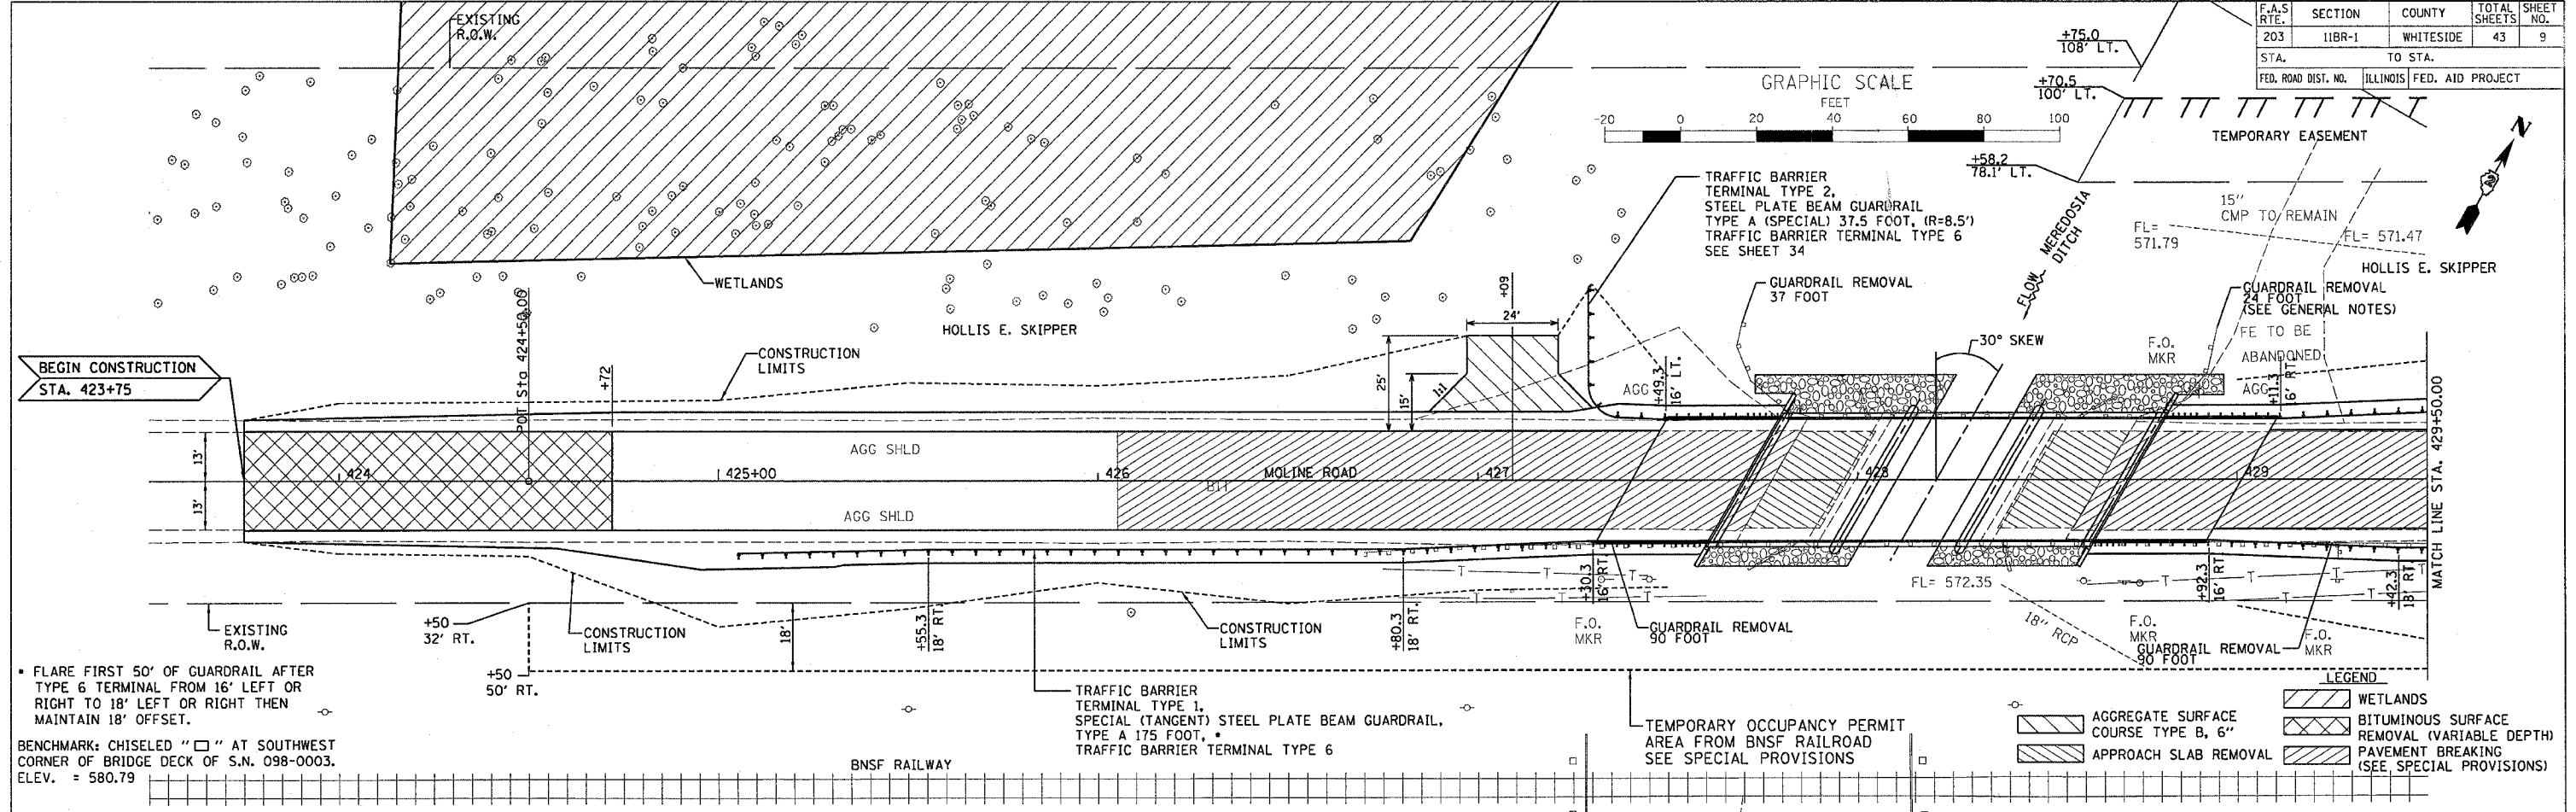 EXISTING
R.O.W.
F.A.S RTE.
SECTION
COUNTY
TOTAL SHEETS
SHEET NO.
203
11BR-1
WHITESIDE
43
9
STA.
TO STA.
FED. ROAD DIST. NO.
ILLINOIS
FED. AID PROJECT
+75.0
108' LT.
+70.5
100' LT.
TEMPORARY EASEMENT
N
GRAPHIC SCALE
FEET
-20 0 20 40 60 80 100
+58.2
78.1' LT.
TRAFFIC BARRIER
TERMINAL TYPE 2,
STEEL PLATE BEAM GUARDRAIL
TYPE A (SPECIAL) 37.5 FOOT, (R=8.5')
TRAFFIC BARRIER TERMINAL TYPE 6
SEE SHEET 34
15"
CMP TO REMAIN
FL=
571.79
FL= 571.47
FLOW
MEREDOSIA
DITCH
HOLLIS E. SKIPPER
WETLANDS
GUARDRAIL REMOVAL
37 FOOT
GUARDRAIL REMOVAL
24 FOOT
(SEE GENERAL NOTES)
+09
24'
HOLLIS E. SKIPPER
POT Sta 424+50.00
FE TO BE
ABANDONED
30° SKEW
F.O.
MKR
CONSTRUCTION
LIMITS
BEGIN CONSTRUCTION
STA. 423+75
+72
25'
15'
1:1
AGG
+49.3
16' LT.
AGG
+11.3
6' RT.
MATCH LINE STA. 429+50.00
13'
13'
AGG SHLD
424
425+00
426
MOLINE ROAD
BIT
427
428
429
AGG SHLD
T T T T T T T
FL= 572.35
+30.3
16' RT.
+92.3
16' RT.
+42.3
18' RT.
EXISTING
R.O.W.
+50
32' RT.
CONSTRUCTION
LIMITS
18'
+55.3
18' RT.
CONSTRUCTION
LIMITS
+80.3
18' RT.
F.O.
MKR
GUARDRAIL REMOVAL
90 FOOT
18" RCP
F.O.
MKR
GUARDRAIL REMOVAL
90 FOOT
F.O.
MKR
+50
50' RT.
* FLARE FIRST 50' OF GUARDRAIL AFTER
TYPE 6 TERMINAL FROM 16' LEFT OR
RIGHT TO 18' LEFT OR RIGHT THEN
MAINTAIN 18' OFFSET.
BENCHMARK: CHISELED "□" AT SOUTHWEST
CORNER OF BRIDGE DECK OF S.N. 098-0003.
ELEV. = 580.79
TRAFFIC BARRIER
TERMINAL TYPE 1,
SPECIAL (TANGENT) STEEL PLATE BEAM GUARDRAIL,
TYPE A 175 FOOT, *
TRAFFIC BARRIER TERMINAL TYPE 6
BNSF RAILWAY
TEMPORARY OCCUPANCY PERMIT
AREA FROM BNSF RAILROAD
SEE SPECIAL PROVISIONS
LEGEND
WETLANDS
AGGREGATE SURFACE
COURSE TYPE B, 6"
BITUMINOUS SURFACE
REMOVAL (VARIABLE DEPTH)
APPROACH SLAB REMOVAL
PAVEMENT BREAKING
(SEE SPECIAL PROVISIONS)